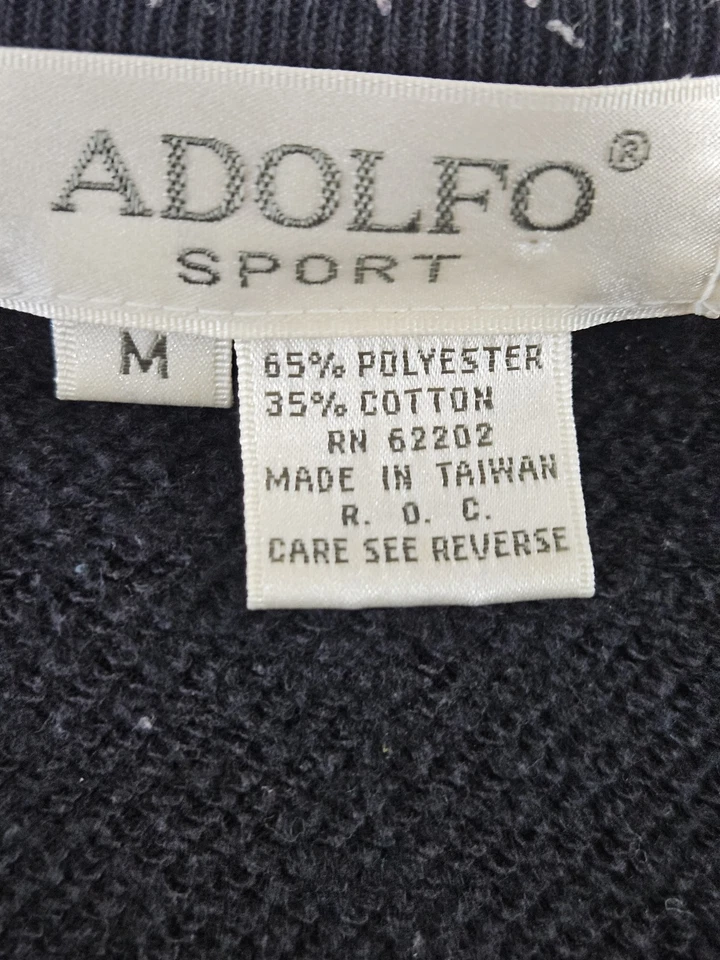 ADOLFO®
SPORT
M
65% POLYESTER
35% COTTON
RN 62202
MADE IN TAIWAN
R. O. C.
CARE SEE REVERSE